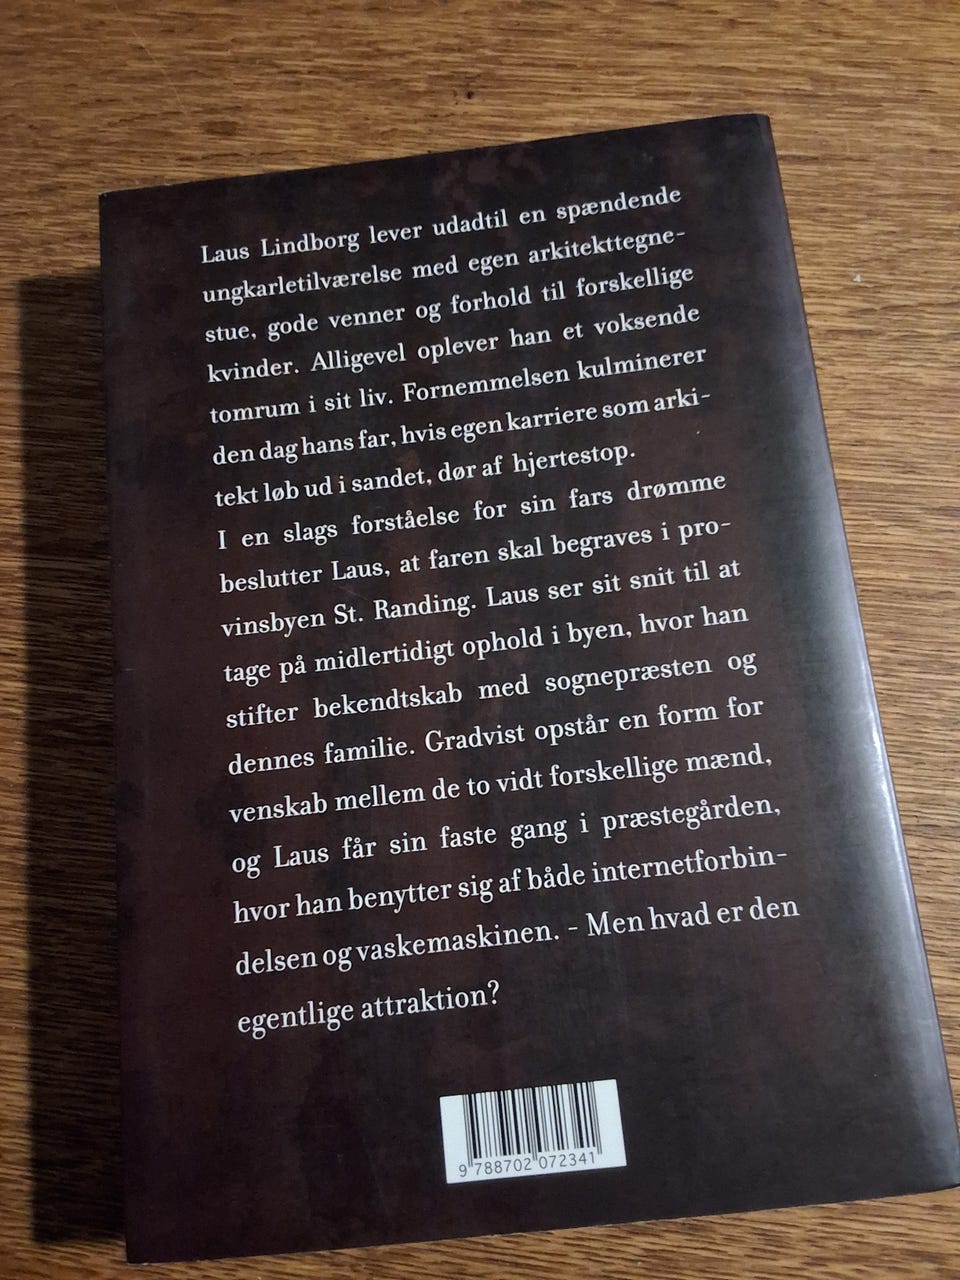 Laus Lindborg lever udadtil en spændende
ungkarletilværelse med egen arkitekttegne-
stue, gode venner og forhold til forskellige
kvinder. Alligevel oplever han et voksende
tomrum i sit liv. Fornemmelsen kulminerer
den dag hans far, hvis egen karriere som arki-
tekt løb ud i sandet, dør af hjertestop.
I en slags forståelse for sin fars drømme
beslutter Laus, at faren skal begraves i pro-
vinsbyen St. Randing. Laus ser sit snit til at
tage på midlertidigt ophold i byen, hvor han
stifter bekendtskab med sognepræsten og
dennes familie. Gradvist opstår en form for
venskab mellem de to vidt forskellige mænd,
og Laus får sin faste gang i præstegården,
hvor han benytter sig af både internetforbin-
delsen og vaskemaskinen. - Men hvad er den
egentlige attraktion?
9 788702 072341